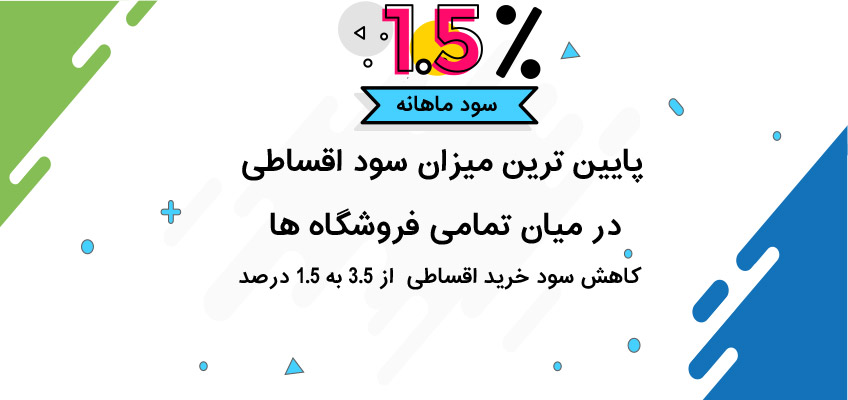 1.5%
سود ماهانه
پایین ترین میزان سود اقساطی
در میان تمامی فروشگاه ها
کاهش سود خرید اقساطی از 3.5 به 1.5 درصد